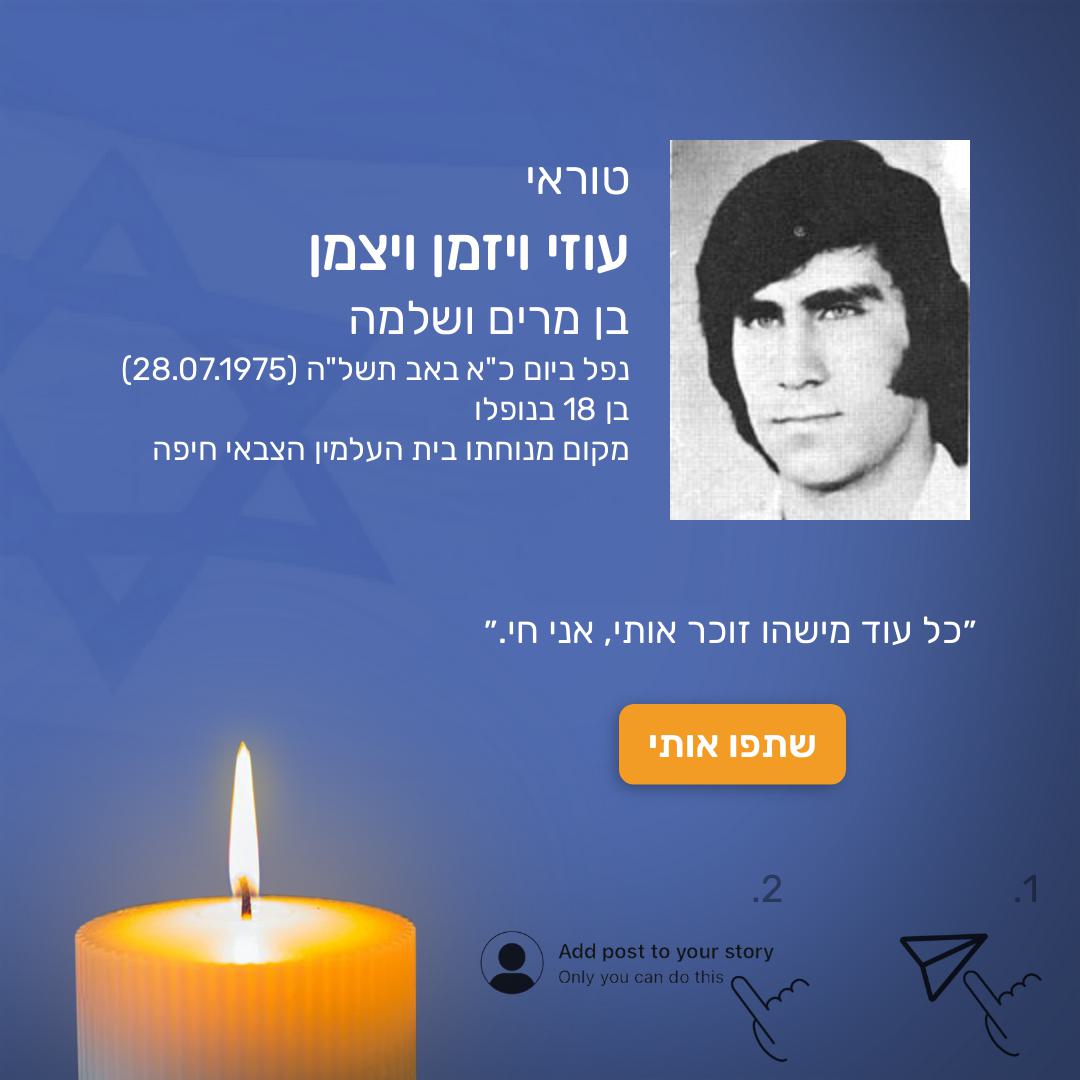 טוראי
עוזי ויזמן ויצמן
בן מרים ושלמה
נפל ביום כ"א באב תשל"ה (28.07.1975)
בן 18 בנופלו
מקום מנוחתו בית העלמין הצבאי חיפה
״כל עוד מישהו זוכר אותי, אני חי.״
שתפו אותי
.1
.2
Add post to your story
Only you can do this